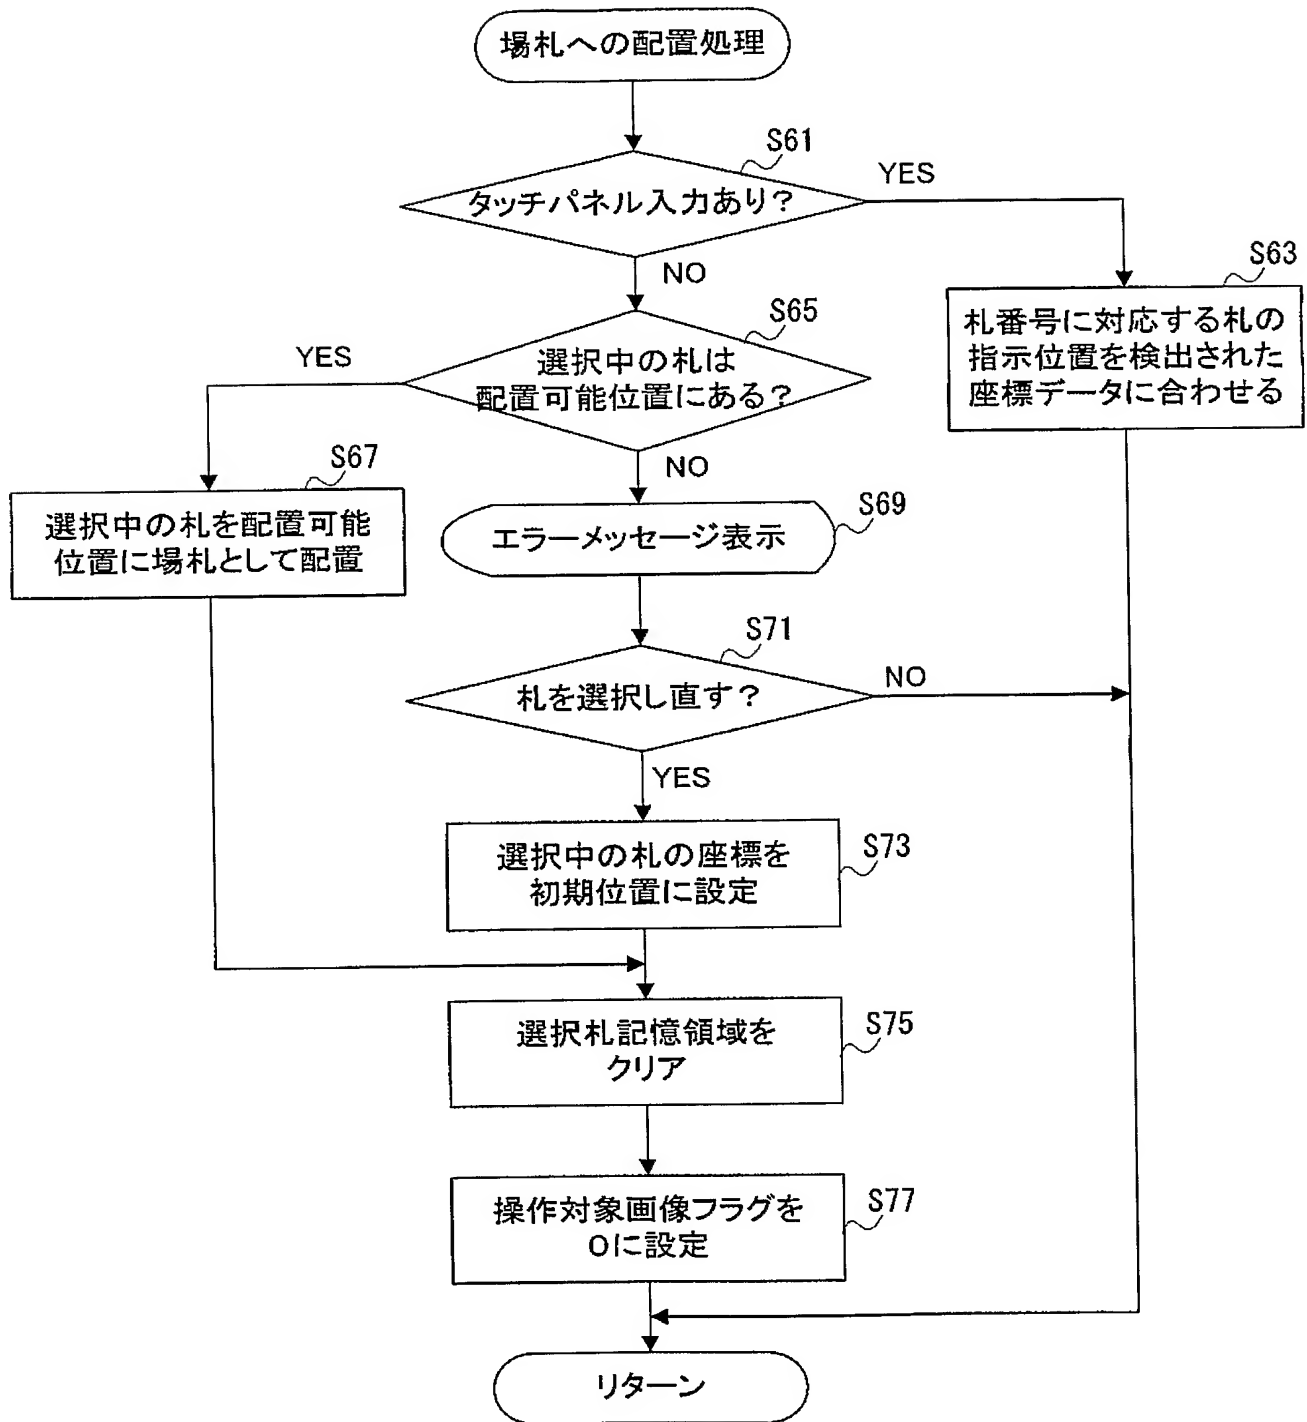 場札への配置処理
S61
タッチパネル入力あり？
YES
NO
S63
札番号に対応する札の
指示位置を検出された
座標データに合わせる
S65
選択中の札は
配置可能位置にある？
YES
NO
S67
選択中の札を配置可能
位置に場札として配置
S69
エラーメッセージ表示
S71
札を選択し直す？
NO
YES
S73
選択中の札の座標を
初期位置に設定
S75
選択札記憶領域を
クリア
S77
操作対象画像フラグを
0に設定
リターン